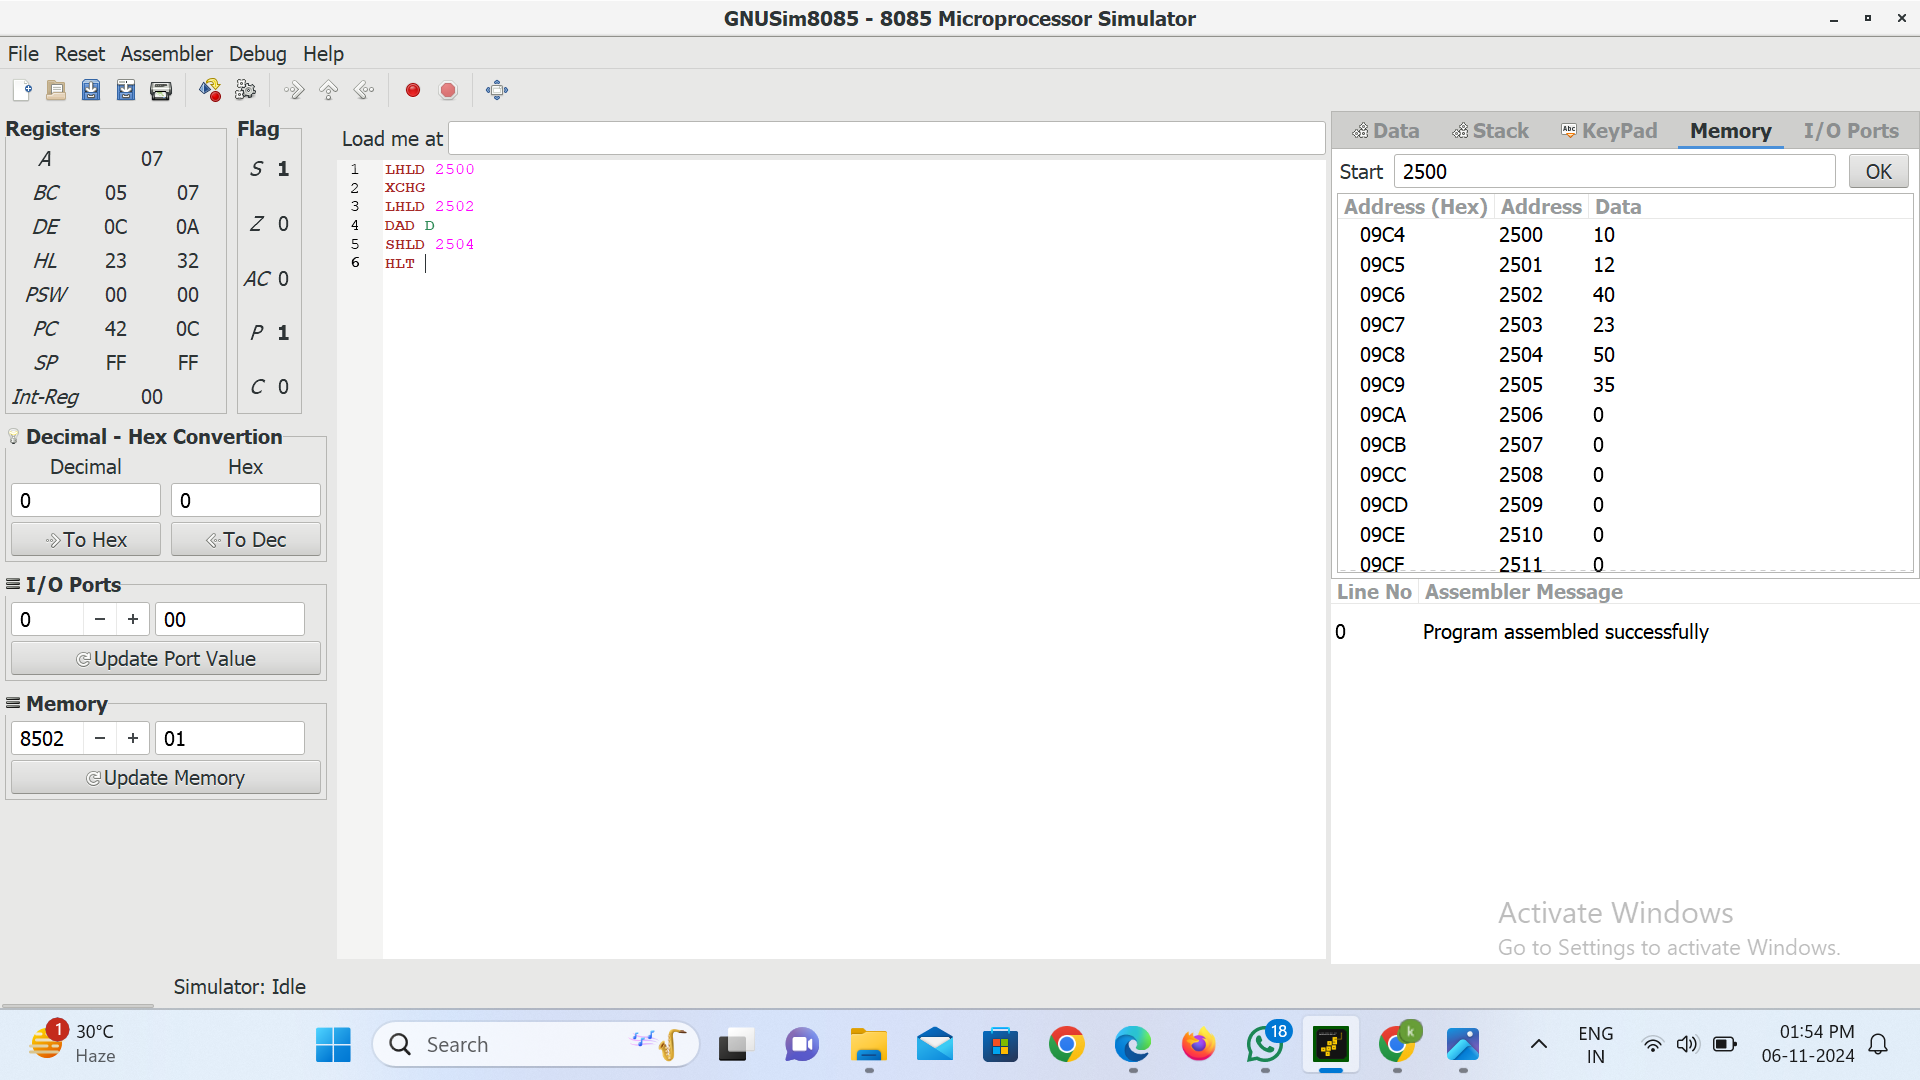 GNUSim8085 - 8085 Microprocessor Simulator
File Reset Assembler Debug Help
Registers
A 07
BC 05 07
DE 0C 0A
HL 23 32
PSW 00 00
PC 42 0C
SP FF FF
Int-Reg 00
Flag
S 1
Z 0
AC 0
P 1
C 0
Decimal - Hex Convertion
Decimal Hex
0 0
To Hex To Dec
I/O Ports
0 − + 00
Update Port Value
Memory
8502 − + 01
Update Memory
Load me at
1 LHLD 2500
2 XCHG
3 LHLD 2502
4 DAD D
5 SHLD 2504
6 HLT
Data Stack Abc KeyPad Memory I/O Ports
Start 2500 OK
Address (Hex) Address Data
09C4 2500 10
09C5 2501 12
09C6 2502 40
09C7 2503 23
09C8 2504 50
09C9 2505 35
09CA 2506 0
09CB 2507 0
09CC 2508 0
09CD 2509 0
09CE 2510 0
09CF 2511 0
Line No Assembler Message
0 Program assembled successfully
Activate Windows
Go to Settings to activate Windows.
Simulator: Idle
1 30°C
Haze
Search
18
k
ENG
IN
01:54 PM
06-11-2024